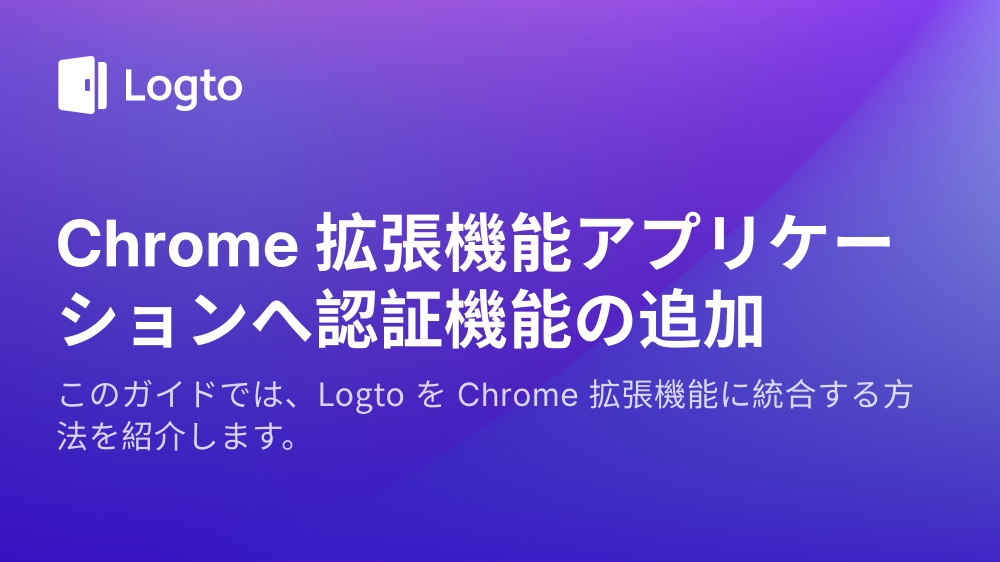 Logto
Chrome 拡張機能アプリケー
ションへ認証機能の追加
このガイドでは、Logto を Chrome 拡張機能に統合する方
法を紹介します。